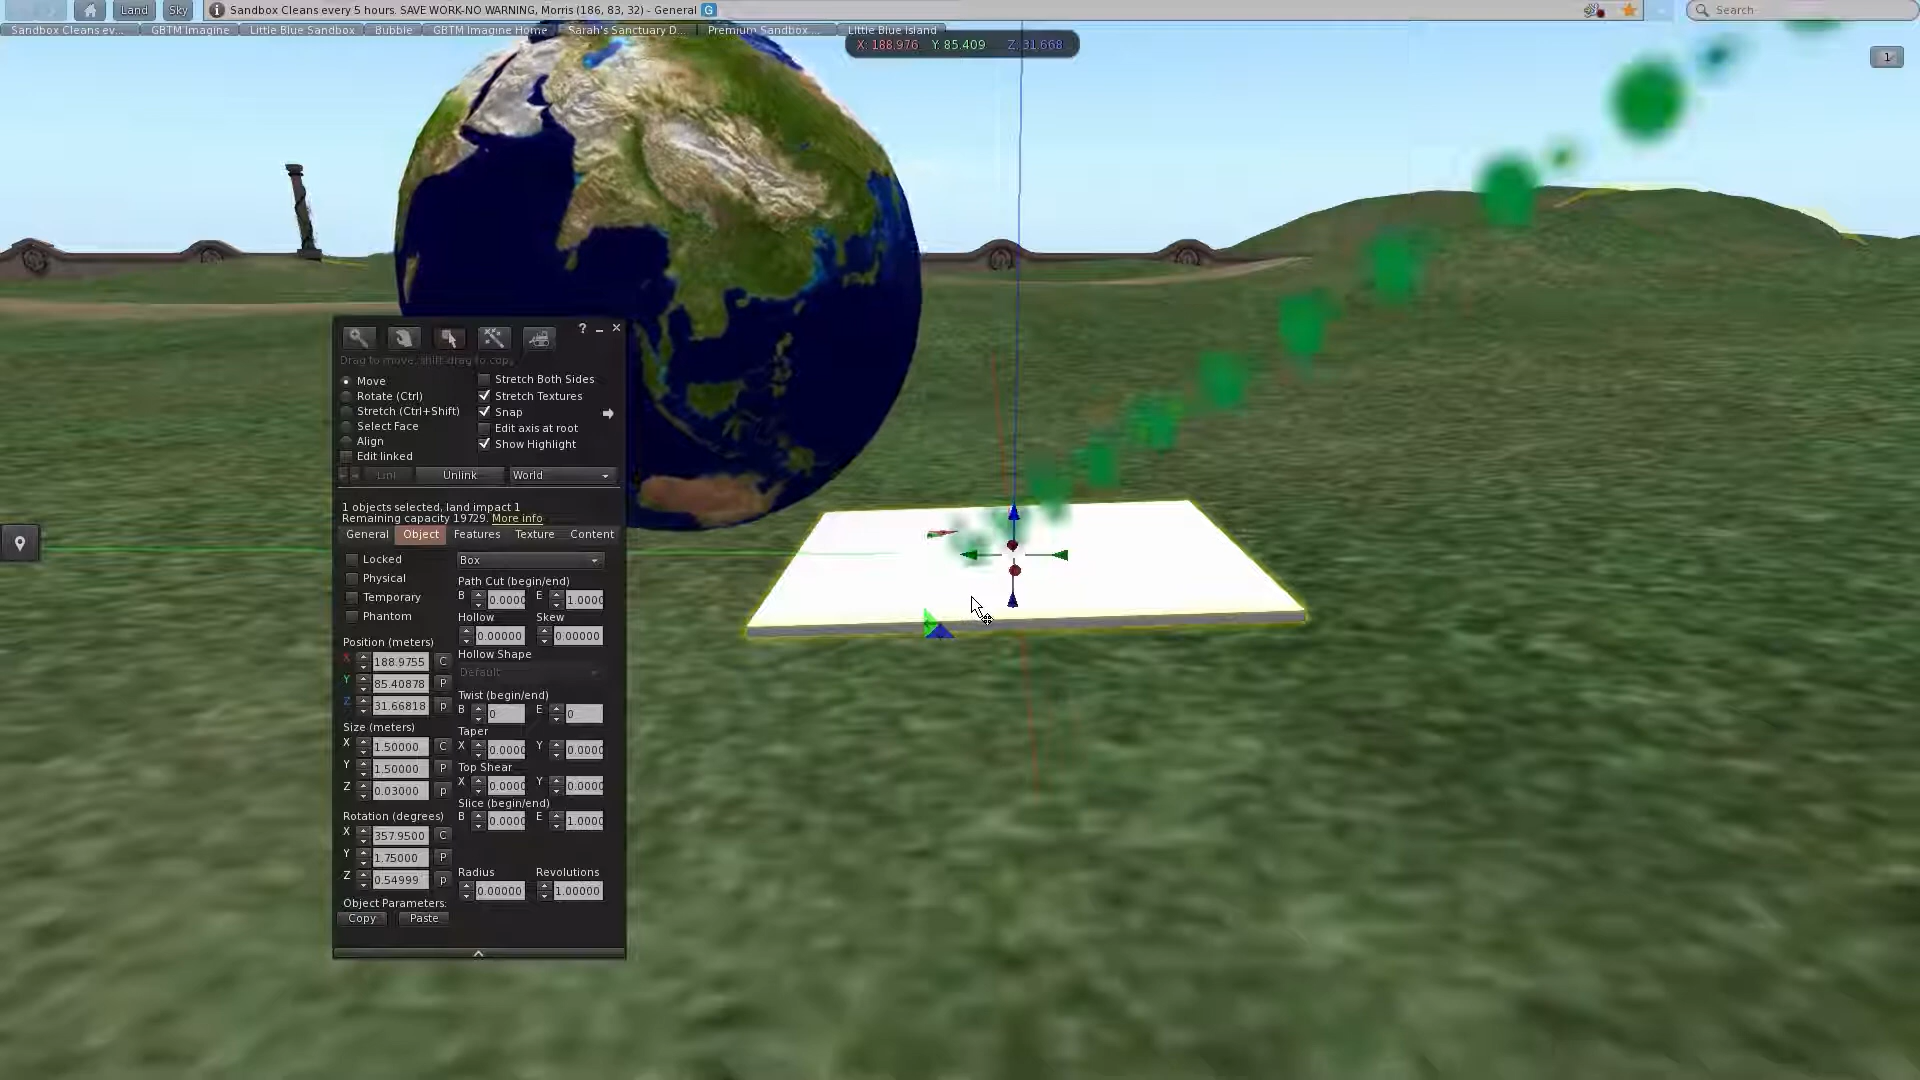 Land
Sky
Sandbox Cleans every 5 hours. SAVE WORK-NO WARNING, Morris (186, 83, 32) - General
G
Search
Sandbox Cleans ev...
GBTM Imagine
Little Blue Sandbox
Bubble
GBTM Imagine Home
Sarah's Sanctuary D...
Premium Sandbox ...
Little Blue Island
X: 188.976 Y: 85.409 Z: 31.668
1
?
Drag to move, shift-drag to copy
Move
Rotate (Ctrl)
Stretch (Ctrl+Shift)
Select Face
Align
Edit linked
Stretch Both Sides
Stretch Textures
Snap
Edit axis at root
Show Highlight
Link
Unlink
World
1 objects selected, land impact 1
Remaining capacity 19729. More info
General
Object
Features
Texture
Content
Locked
Physical
Temporary
Phantom
Position (meters)
X 188.9755 C
Y 85.40878 P
Z 31.66818 p
Size (meters)
X 1.50000 C
Y 1.50000 P
Z 0.03000 p
Rotation (degrees)
X 357.9500 C
Y 1.75000 P
Z 0.54999 p
Object Parameters:
Copy
Paste
Box
Path Cut (begin/end)
B 0.0000 E 1.0000
Hollow Skew
0.00000 0.00000
Hollow Shape
Default
Twist (begin/end)
B 0 E 0
Taper
X 0.0000 Y 0.0000
Top Shear
X 0.0000 Y 0.0000
Slice (begin/end)
B 0.0000 E 1.0000
Radius Revolutions
0.00000 1.00000